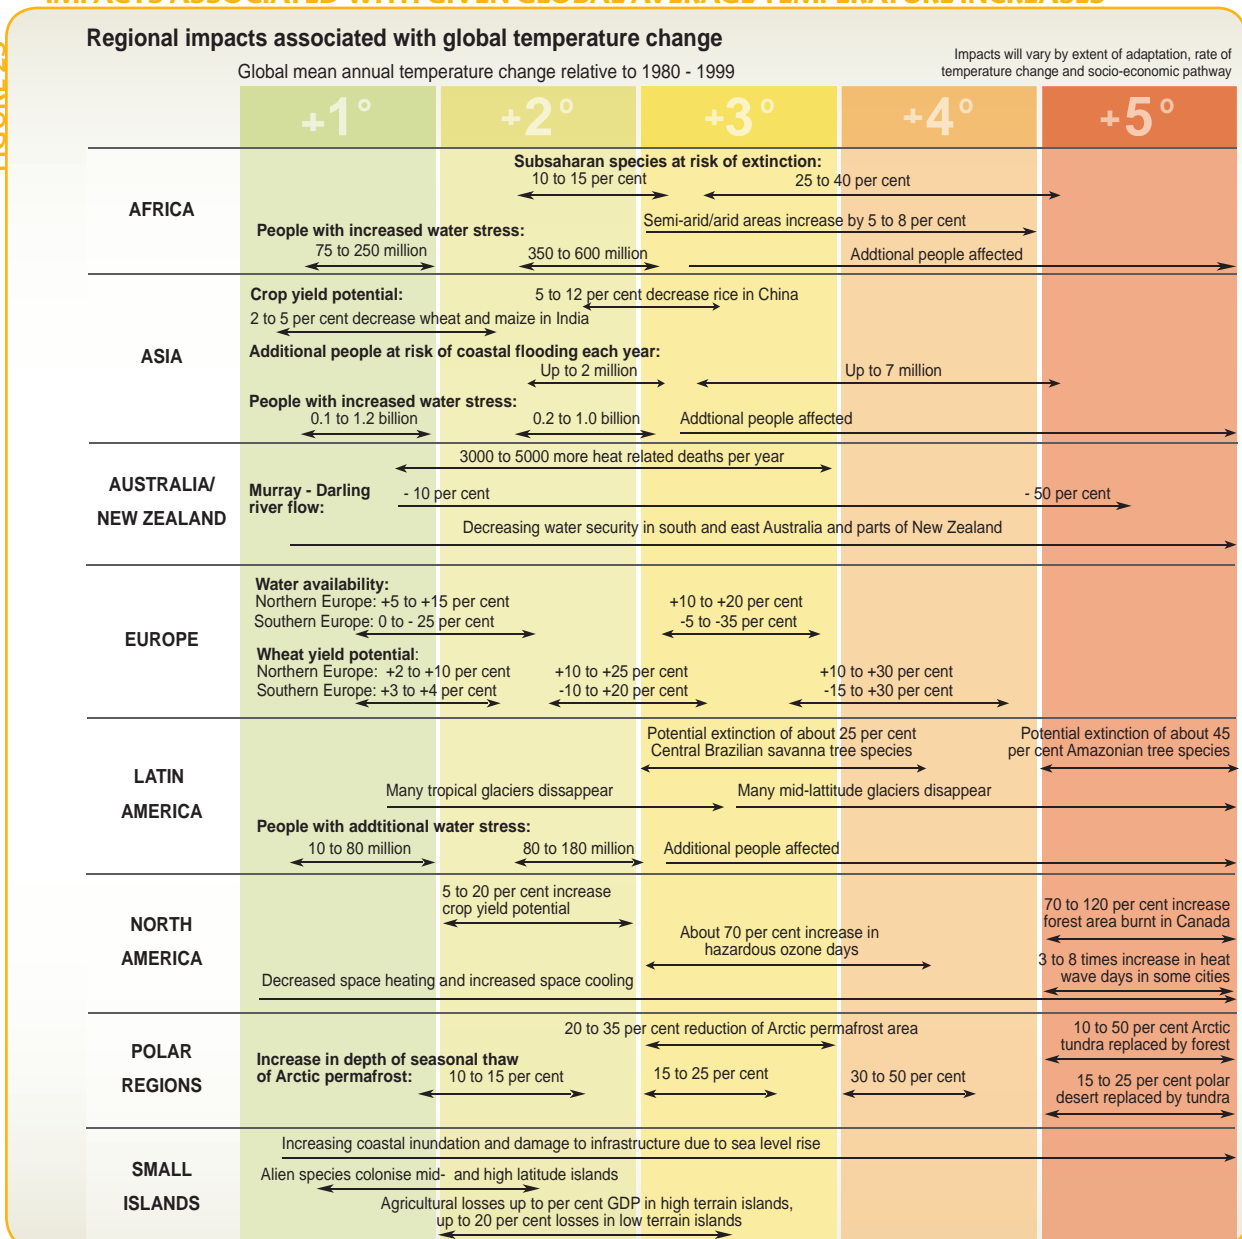 IMPACTS ASSOCIATED WITH GIVEN GLOBAL AVERAGE TEMPERATURE INCREASES
FIGURE 25
Regional impacts associated with global temperature change
Global mean annual temperature change relative to 1980 - 1999
Impacts will vary by extent of adaptation, rate of
temperature change and socio-economic pathway
+1° +2° +3° +4° +5°
AFRICA
Subsaharan species at risk of extinction:
10 to 15 per cent
25 to 40 per cent
Semi-arid/arid areas increase by 5 to 8 per cent
People with increased water stress:
75 to 250 million
350 to 600 million
Addtional people affected
ASIA
Crop yield potential:
5 to 12 per cent decrease rice in China
2 to 5 per cent decrease wheat and maize in India
Additional people at risk of coastal flooding each year:
Up to 2 million
Up to 7 million
People with increased water stress:
0.1 to 1.2 billion
0.2 to 1.0 billion
Addtional people affected
AUSTRALIA/
NEW ZEALAND
3000 to 5000 more heat related deaths per year
Murray - Darling
river flow:
- 10 per cent
- 50 per cent
Decreasing water security in south and east Australia and parts of New Zealand
EUROPE
Water availability:
Northern Europe: +5 to +15 per cent
+10 to +20 per cent
Southern Europe: 0 to - 25 per cent
-5 to -35 per cent
Wheat yield potential:
Northern Europe: +2 to +10 per cent
+10 to +25 per cent
+10 to +30 per cent
Southern Europe: +3 to +4 per cent
-10 to +20 per cent
-15 to +30 per cent
LATIN
AMERICA
Potential extinction of about 25 per cent
Central Brazilian savanna tree species
Potential extinction of about 45
per cent Amazonian tree species
Many tropical glaciers dissappear
Many mid-lattitude glaciers disappear
People with addtitional water stress:
10 to 80 million
80 to 180 million
Additional people affected
NORTH
AMERICA
5 to 20 per cent increase
crop yield potential
About 70 per cent increase in
hazardous ozone days
70 to 120 per cent increase
forest area burnt in Canada
3 to 8 times increase in heat
wave days in some cities
Decreased space heating and increased space cooling
POLAR
REGIONS
20 to 35 per cent reduction of Arctic permafrost area
10 to 50 per cent Arctic
tundra replaced by forest
Increase in depth of seasonal thaw
of Arctic permafrost:
10 to 15 per cent
15 to 25 per cent
30 to 50 per cent
15 to 25 per cent polar
desert replaced by tundra
SMALL
ISLANDS
Increasing coastal inundation and damage to infrastructure due to sea level rise
Alien species colonise mid- and high latitude islands
Agricultural losses up to per cent GDP in high terrain islands,
up to 20 per cent losses in low terrain islands